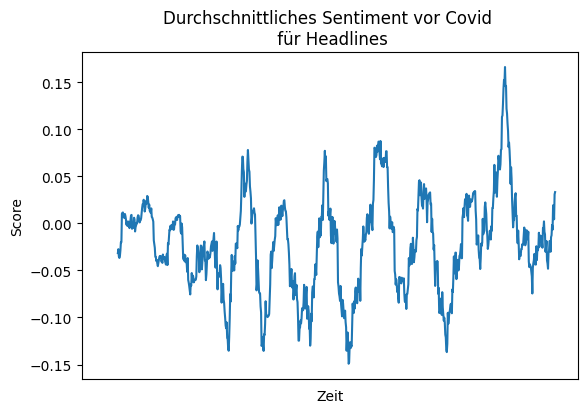 Durchschnittliches Sentiment vor Covid
für Headlines
0.15
0.10
0.05
0.00
−0.05
−0.10
−0.15
Score
Zeit